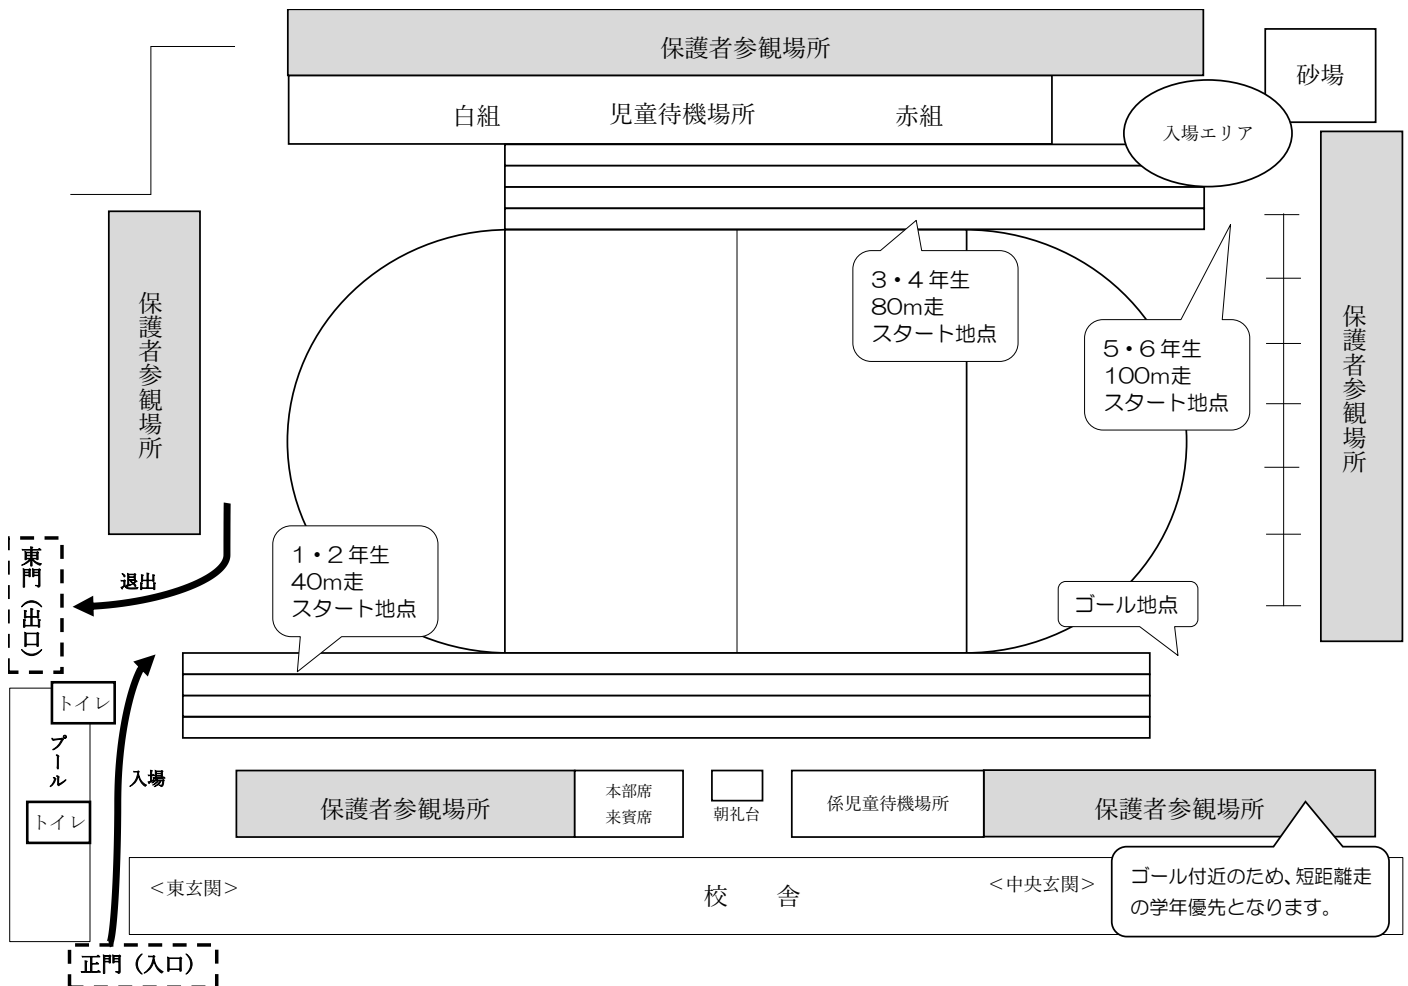 保護者参観場所
砂場
白組
児童待機場所
赤組
入場エリア
3・4年生
80m走
スタート地点
5・6年生
100m走
スタート地点
保護者参観場所
保護者参観場所
1・2年生
40m走
スタート地点
ゴール地点
東門（出口）
退出
トイレ
プール
入場
トイレ
保護者参観場所
本部席
来賓席
朝礼台
係児童待機場所
保護者参観場所
ゴール付近のため、短距離走
の学年優先となります。
＜東玄関＞
校　舎
＜中央玄関＞
正門（入口）